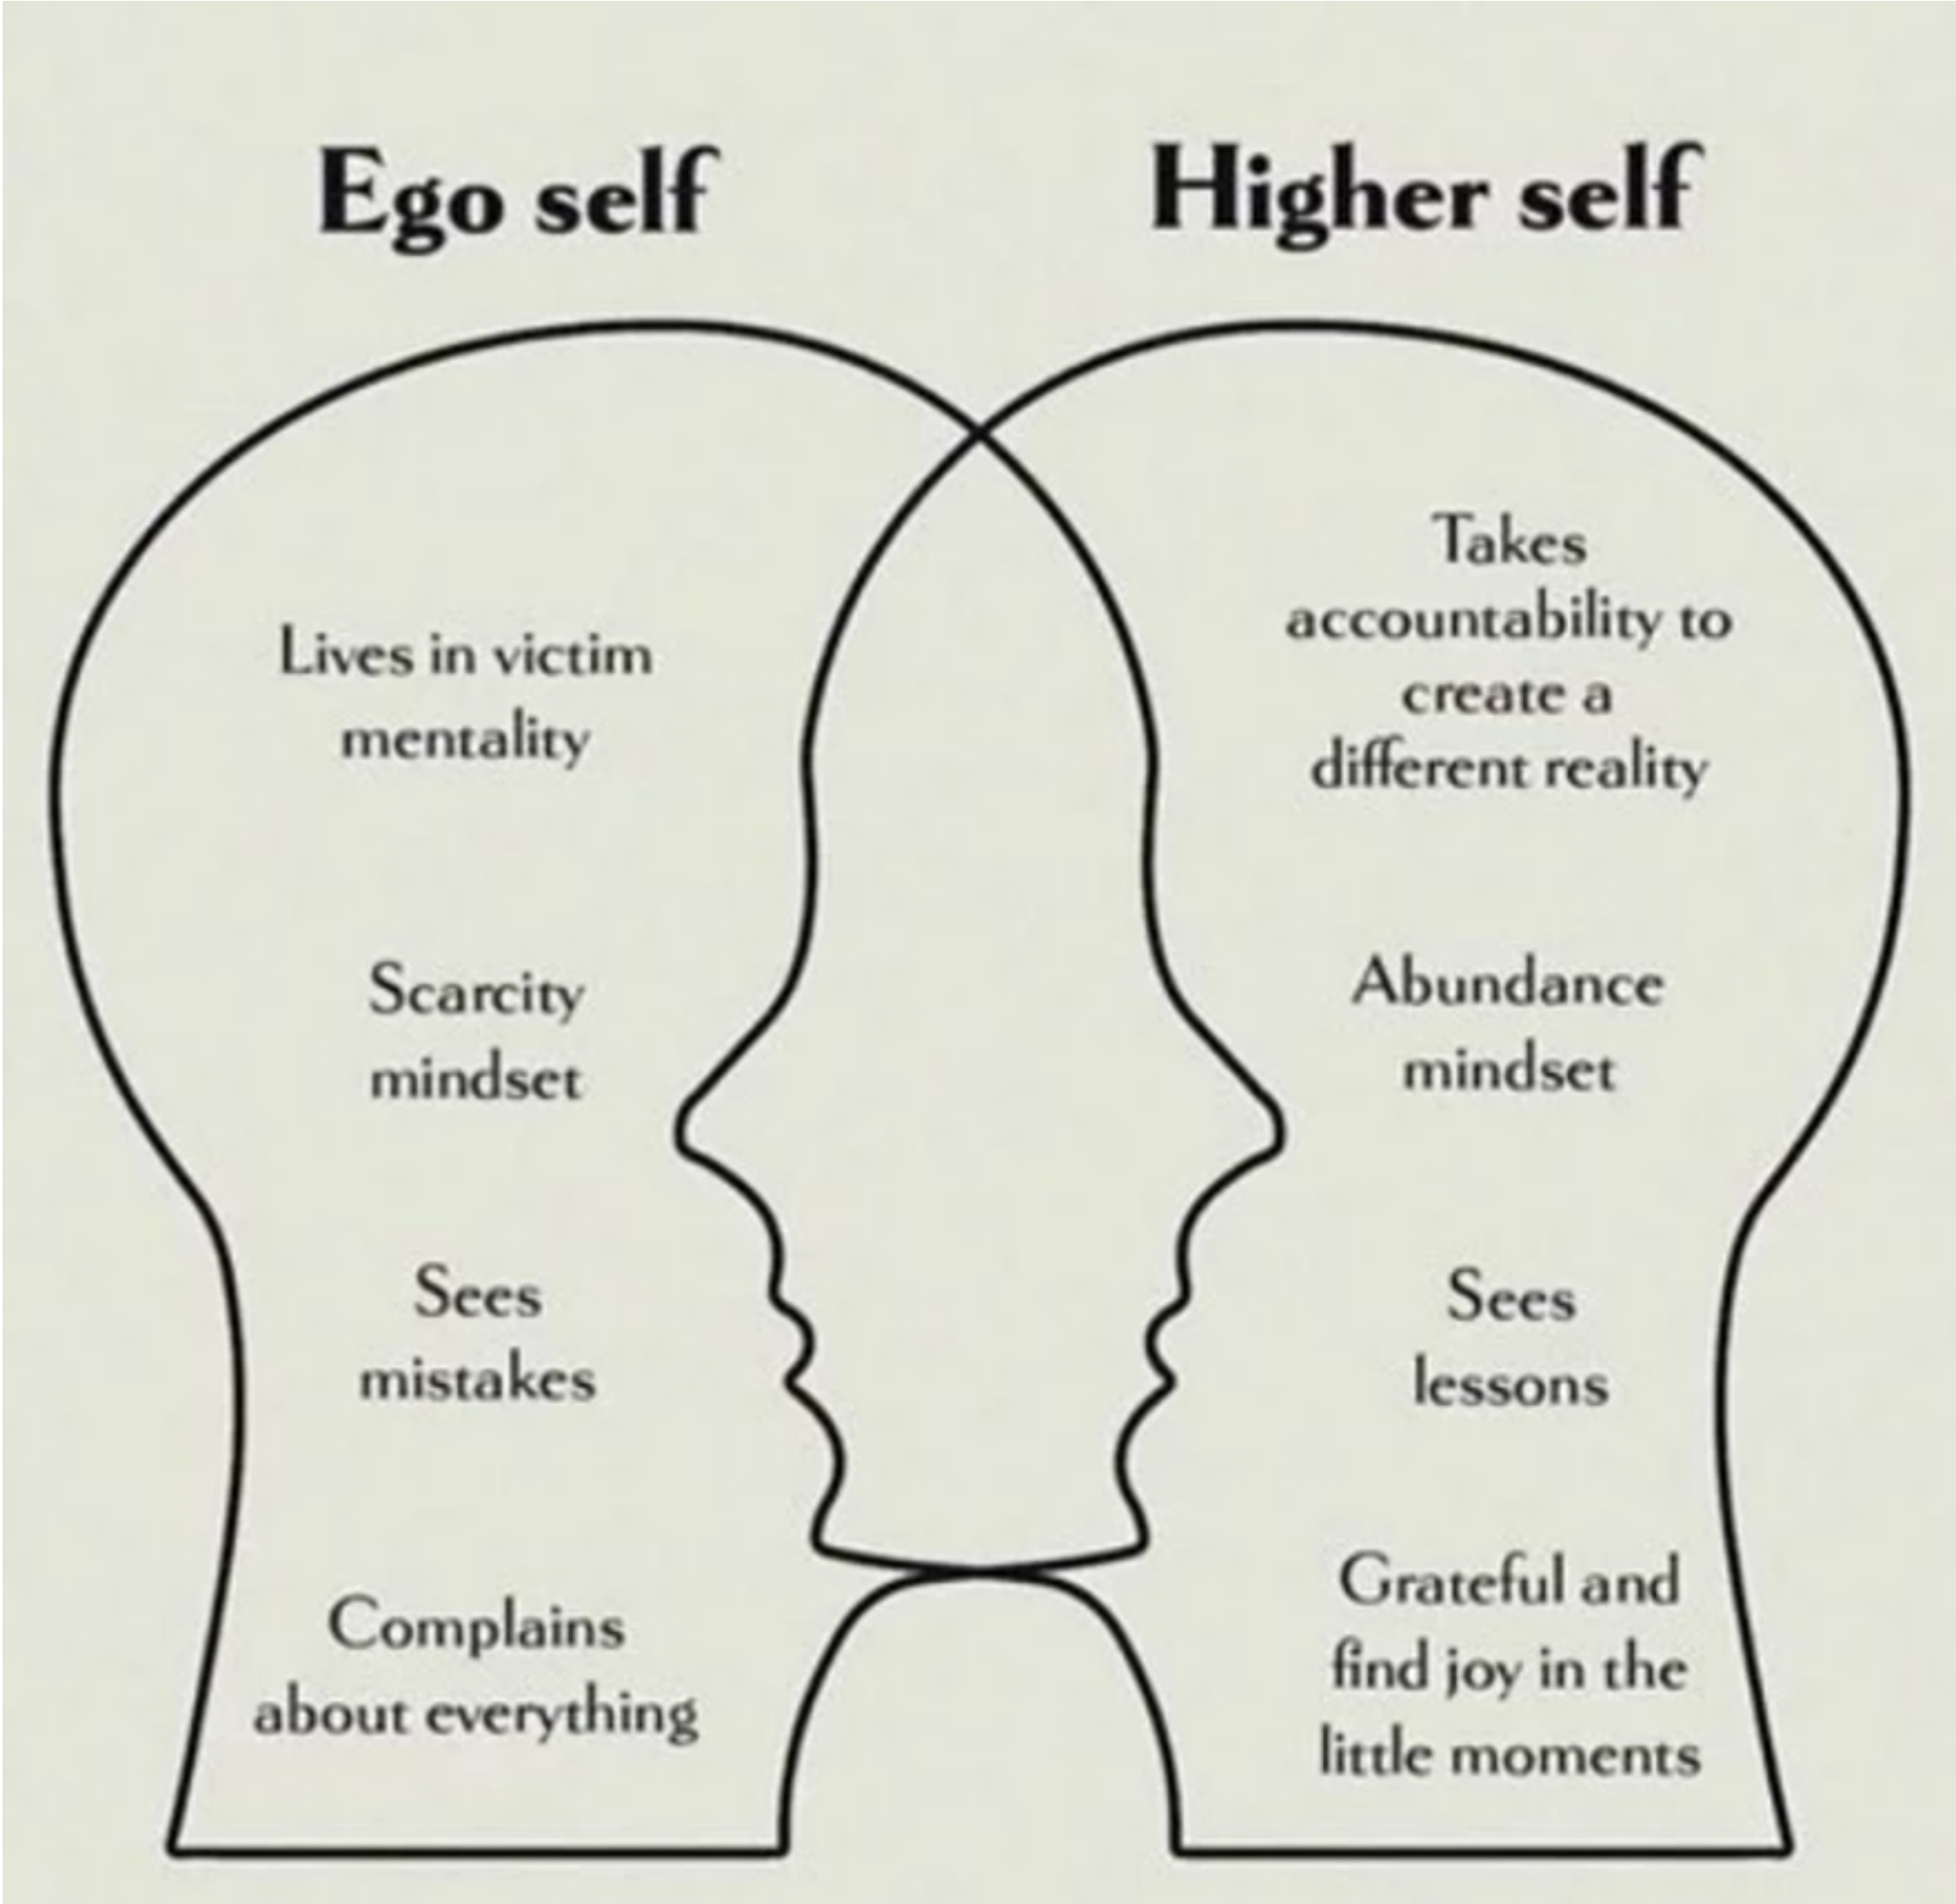 Ego self
Lives in victim
mentality
Scarcity
mindset
Sees
mistakes
Complains
about everything
Higher self
Takes
accountability to
create a
different reality
Abundance
mindset
Sees
lessons
Grateful and
find joy in the
little moments